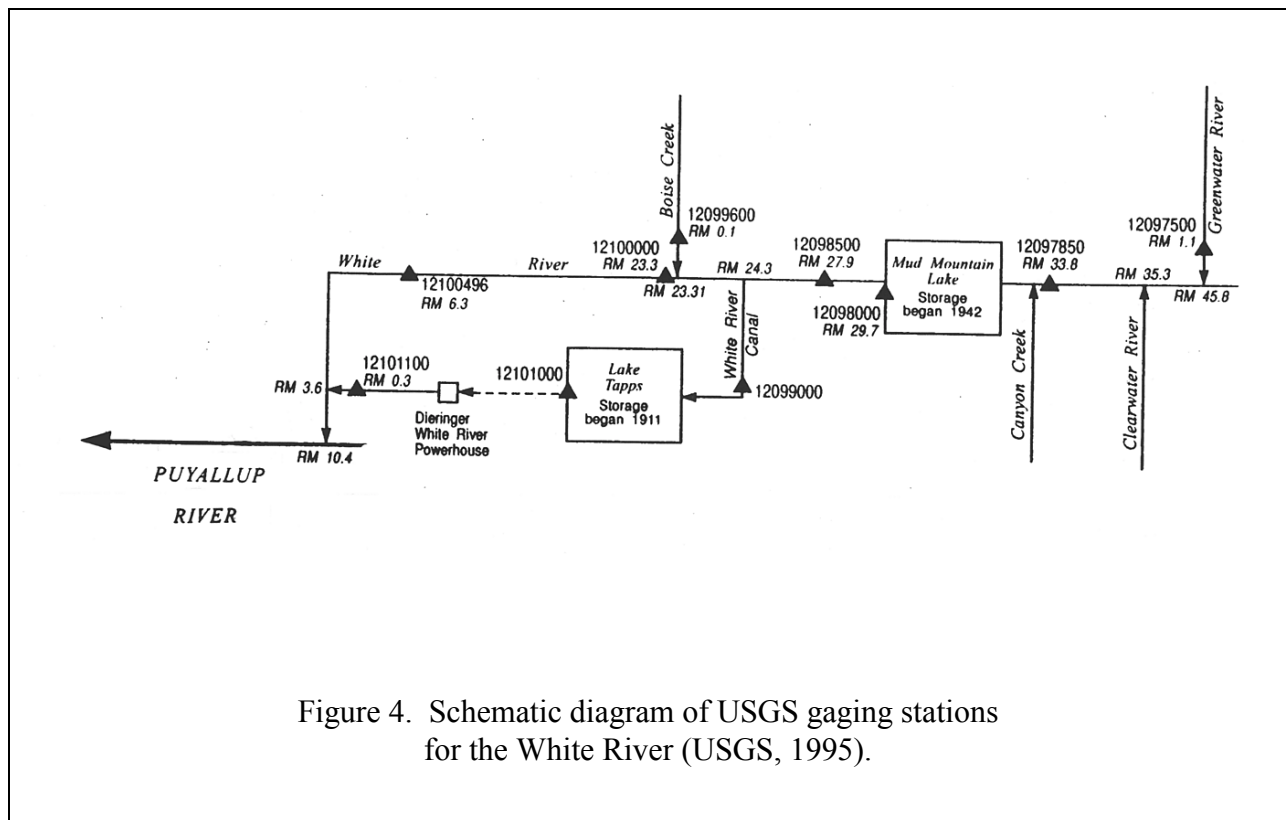 Greenwater River
12097500
RM 1.1
RM 45.8
RM 35.3
Clearwater River
12097850
RM 33.8
Canyon Creek
Mud Mountain
Lake
Storage
began 1942
12098000
RM 29.7
12098500
RM 27.9
RM 24.3
White River
Canal
12099000
Boise Creek
12099600
RM 0.1
12100000
RM 23.3
RM 23.31
White River
12100496
RM 6.3
Lake
Tapps
Storage
began 1911
12101000
12101100
RM 0.3
Dieringer
White River
Powerhouse
RM 3.6
RM 10.4
PUYALLUP
RIVER
Figure 4. Schematic diagram of USGS gaging stations
for the White River (USGS, 1995).